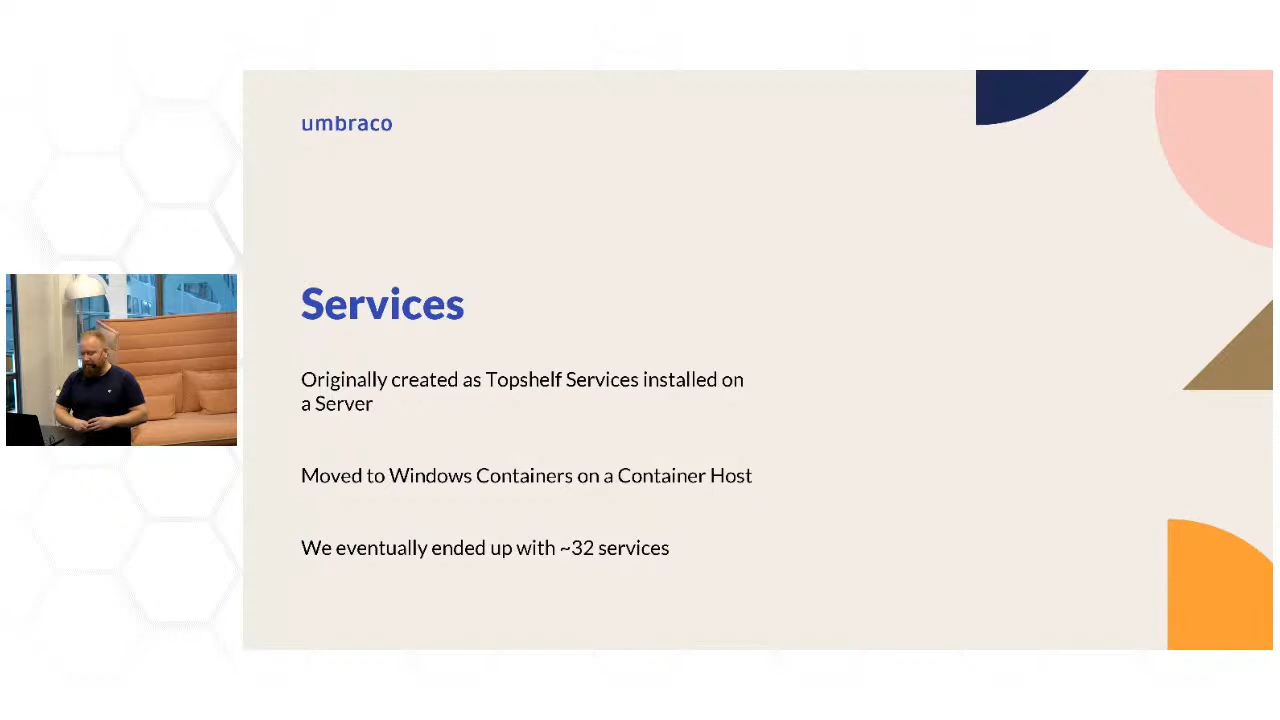 umbraco
Services
Originally created as Topshelf Services installed on
a Server
Moved to Windows Containers on a Container Host
We eventually ended up with ~32 services